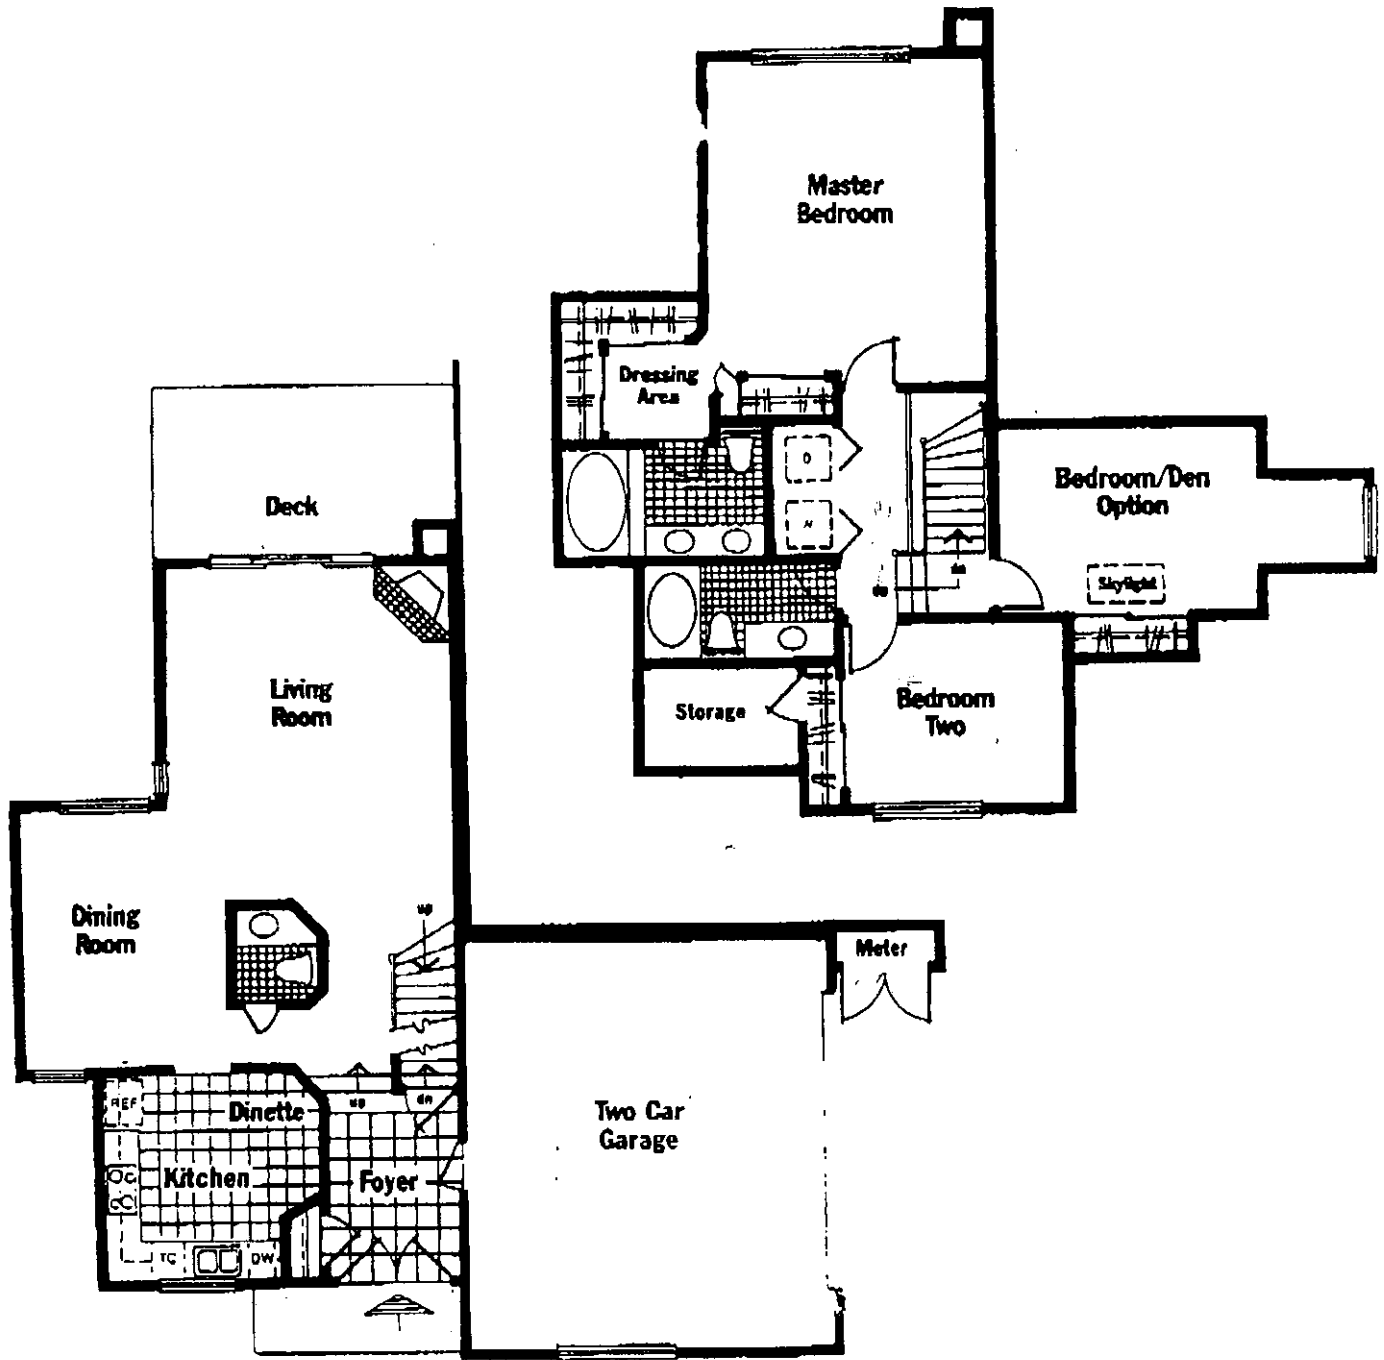 Master
Bedroom
Dressing
Area
D
Bedroom/Den
Option
Skylight
dn
Deck
Living
Room
Storage
Bedroom
Two
Dining
Room
up
Meter
REF
Dinette
up
dn
Two Car
Garage
Kitchen
Foyer
TC
DW